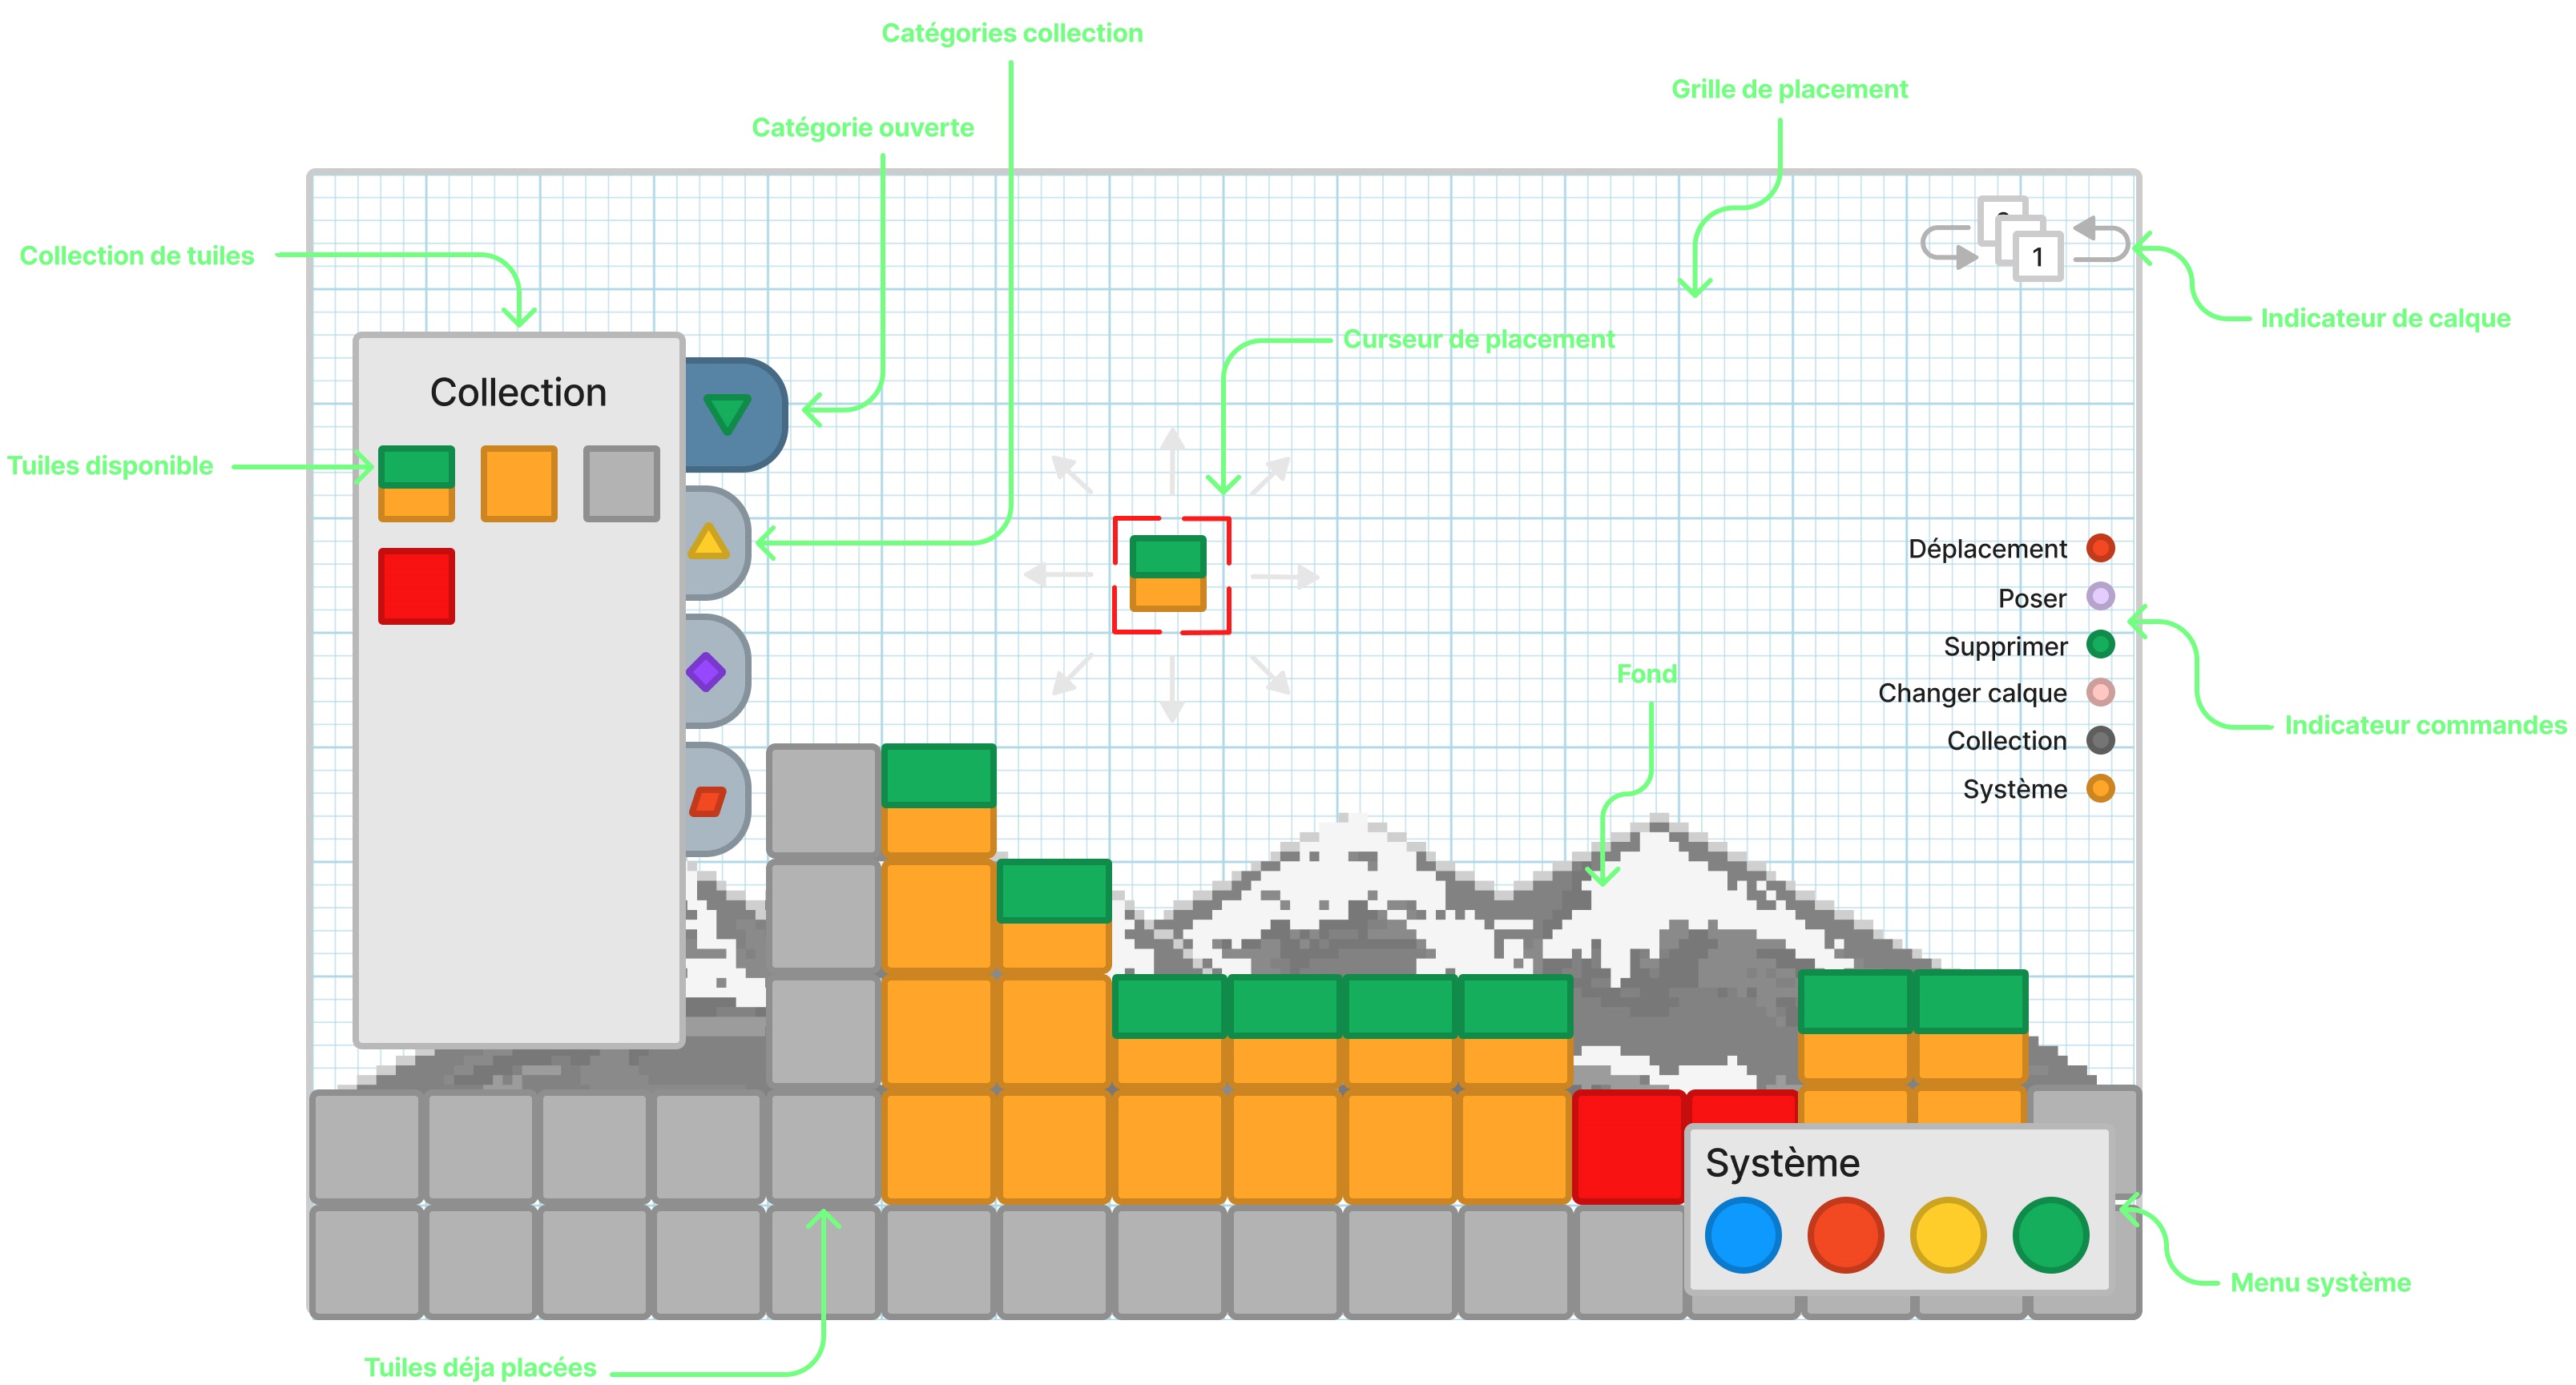 Catégories collection
Grille de placement
Catégorie ouverte
Collection de tuiles
1
Indicateur de calque
Curseur de placement
Collection
Tuiles disponible
Déplacement
Poser
Supprimer
Fond
Changer calque
Indicateur commandes
Collection
Système
Système
Menu système
Tuiles déja placées